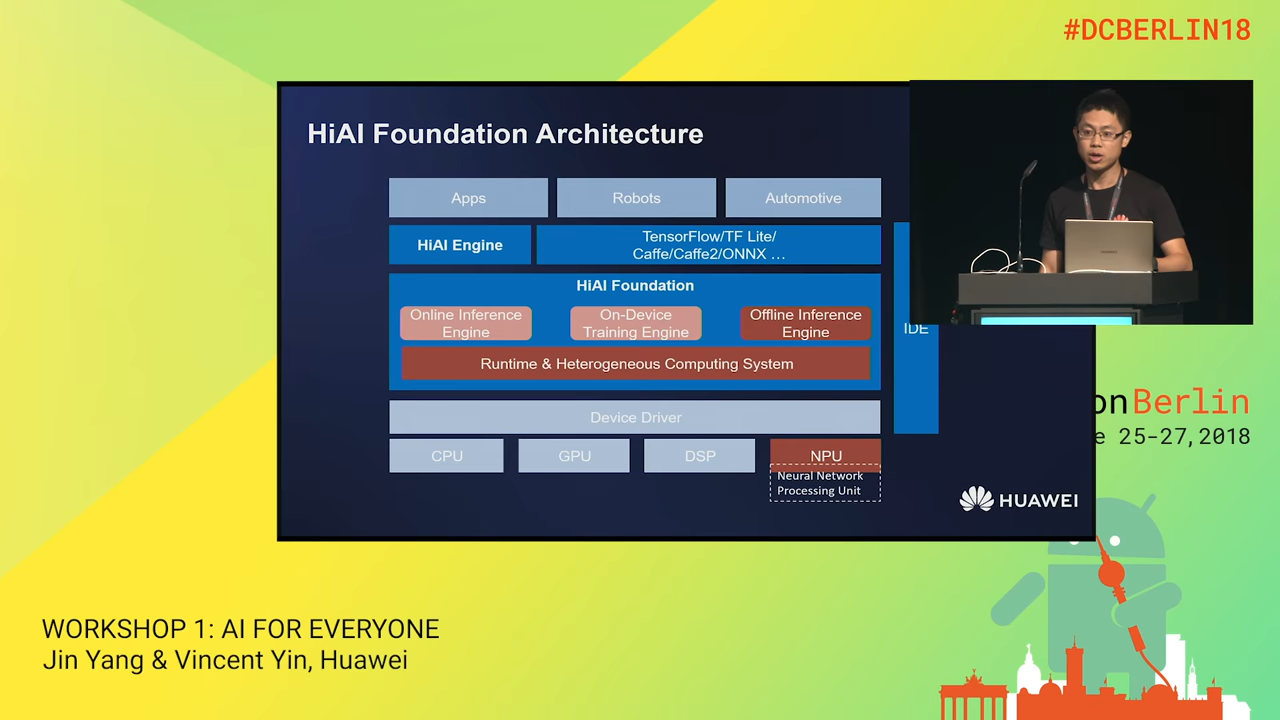 #DCBERLIN18
HiAI Foundation Architecture
Apps
Robots
Automotive
HiAI Engine
TensorFlow/TF Lite/
Caffe/Caffe2/ONNX …
HiAI Foundation
Online Inference
Engine
On-Device
Training Engine
Offline Inference
Engine
IDE
Runtime & Heterogeneous Computing System
Device Driver
CPU
GPU
DSP
NPU
Neural Network
Processing Unit
HUAWEI
on Berlin
e 25-27, 2018
WORKSHOP 1: AI FOR EVERYONE
Jin Yang & Vincent Yin, Huawei